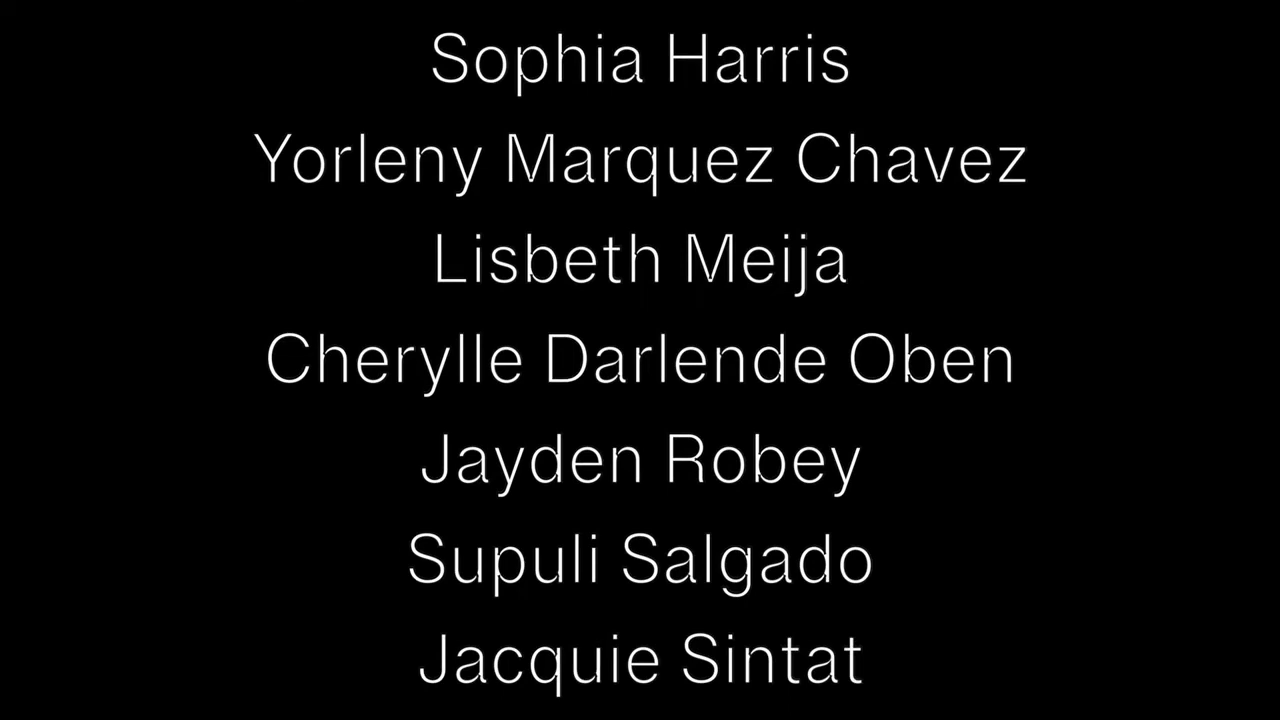 Sophia Harris
Yorleny Marquez Chavez
Lisbeth Meija
Cherylle Darlende Oben
Jayden Robey
Supuli Salgado
Jacquie Sintat